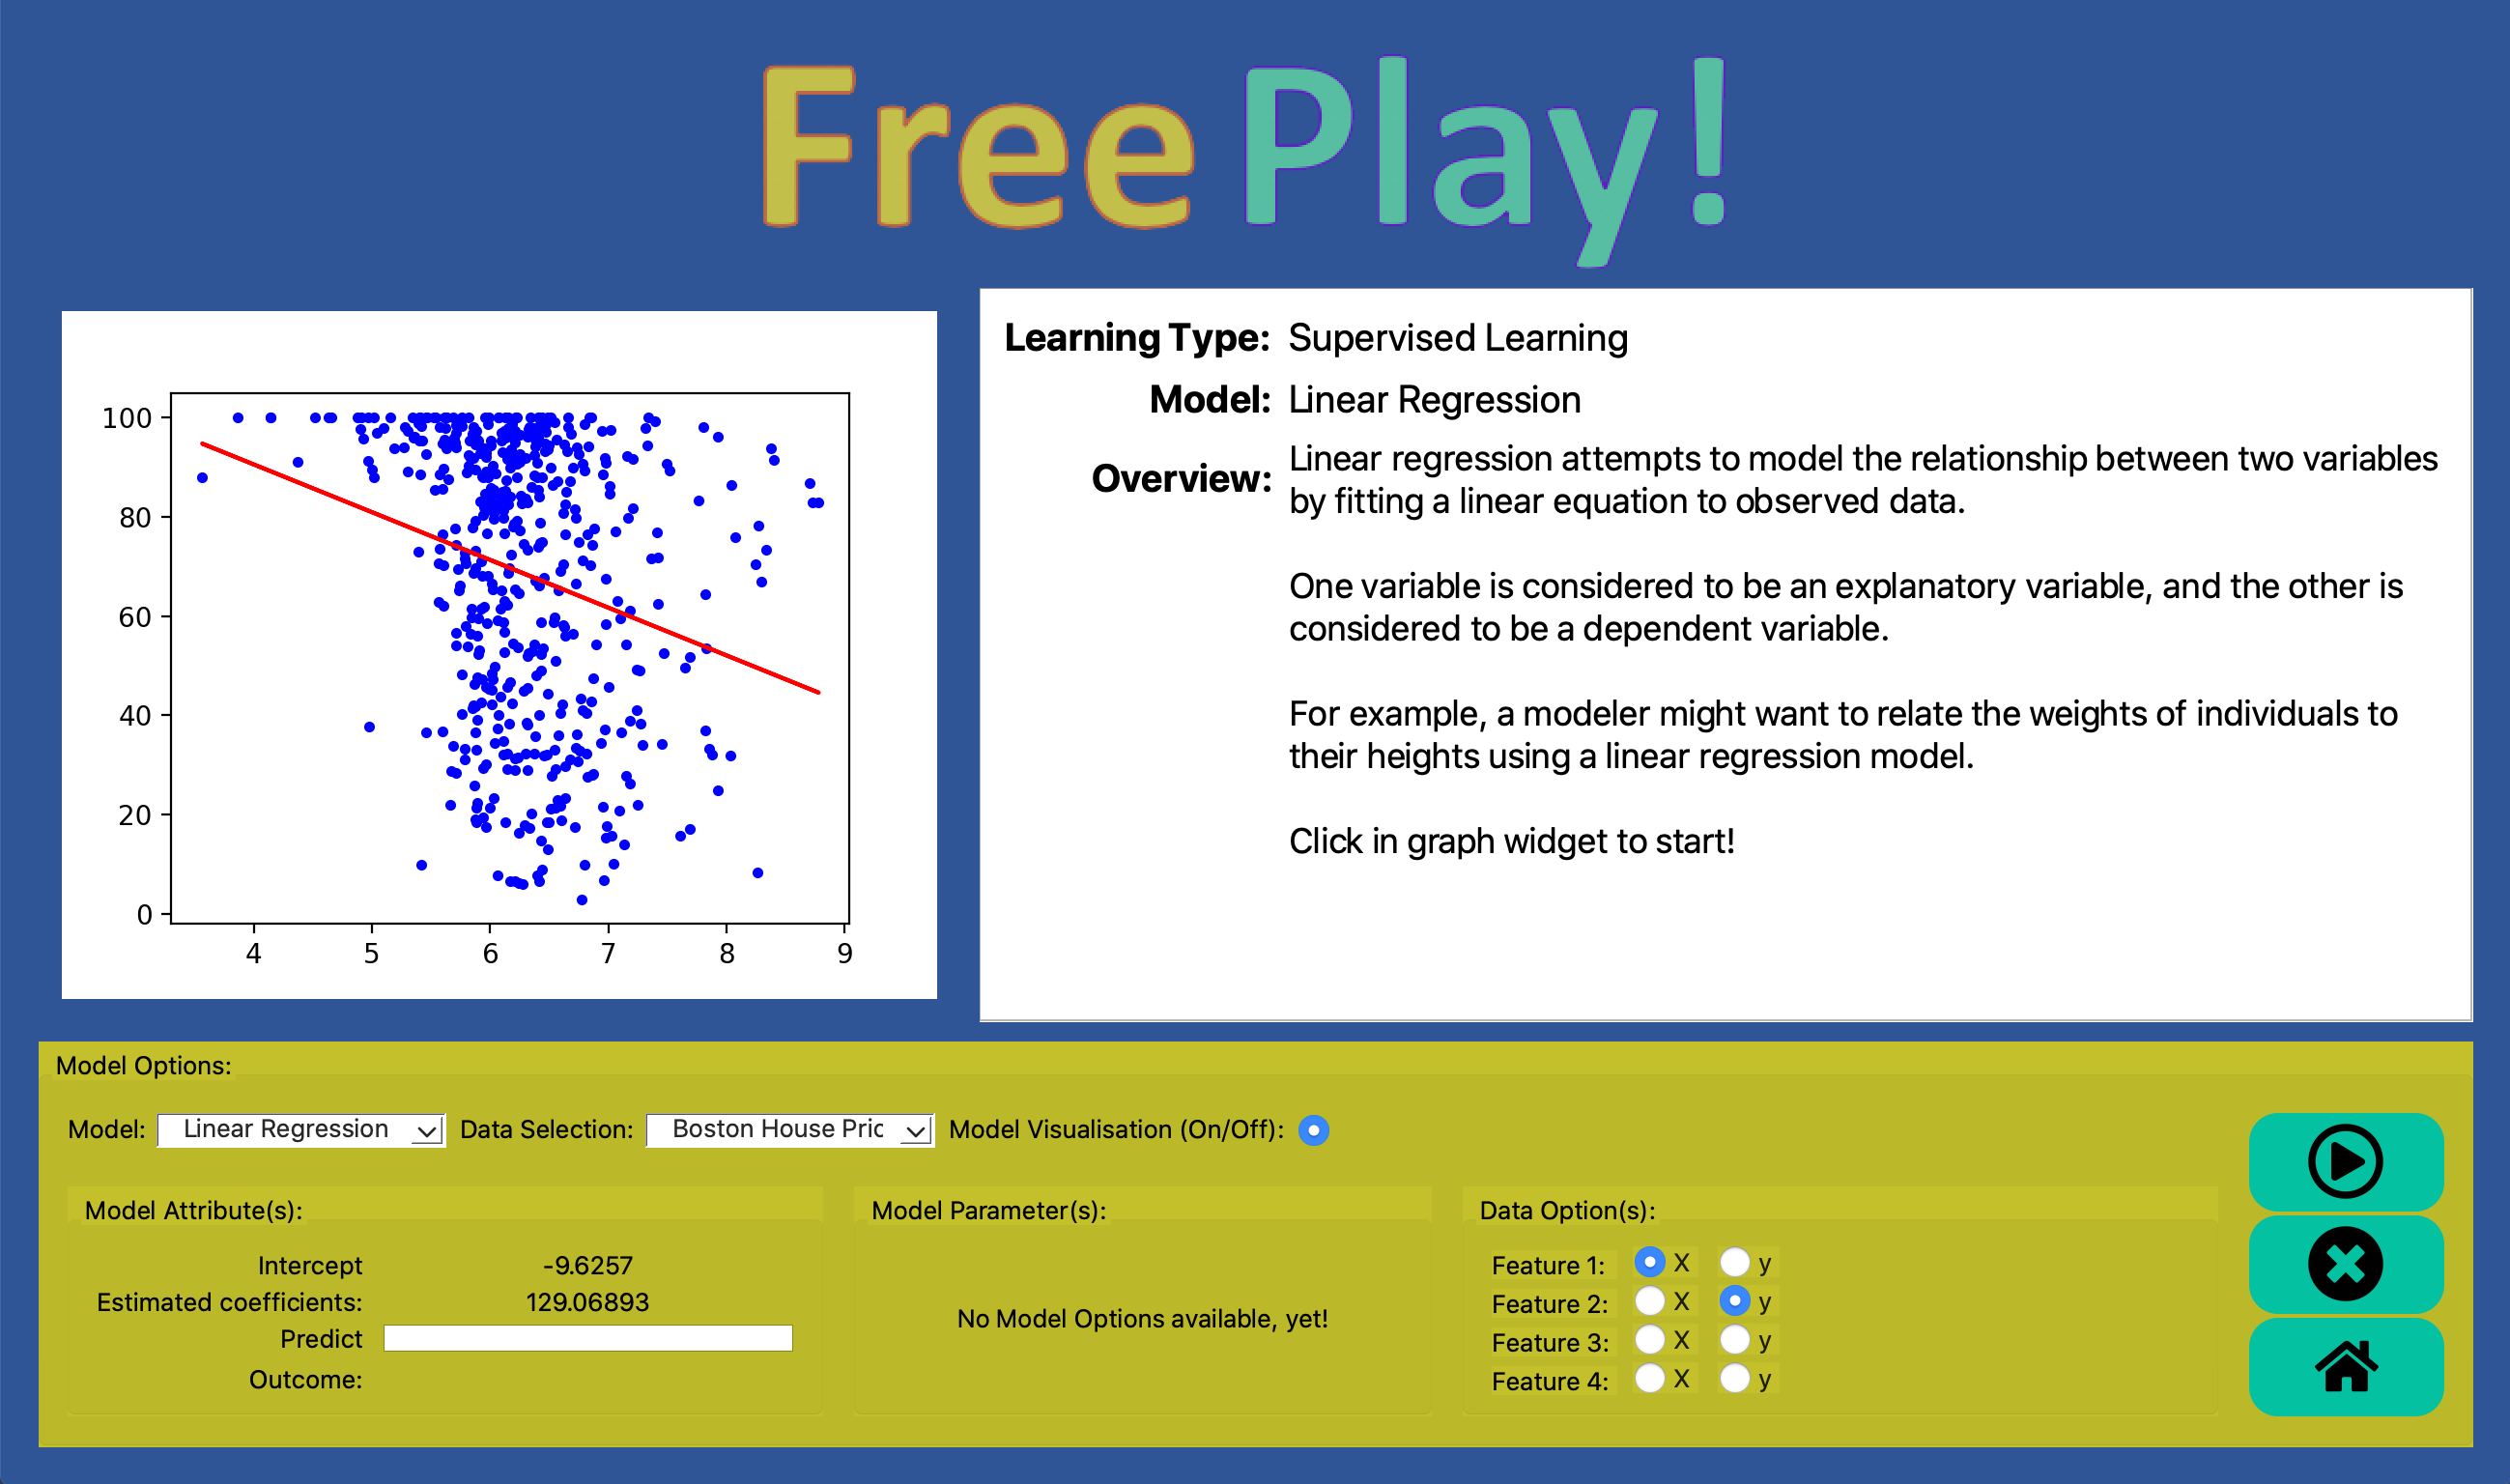 Free Play!
Learning Type: Supervised Learning
Model: Linear Regression
Overview: Linear regression attempts to model the relationship between two variables
by fitting a linear equation to observed data.
One variable is considered to be an explanatory variable, and the other is
considered to be a dependent variable.
For example, a modeler might want to relate the weights of individuals to
their heights using a linear regression model.
Click in graph widget to start!
100
80
60
40
20
0
4 5 6 7 8 9
Model Options:
Model: Linear Regression Data Selection: Boston House Pric Model Visualisation (On/Off):
Model Attribute(s):
Intercept -9.6257
Estimated coefficients: 129.06893
Predict
Outcome:
Model Parameter(s):
No Model Options available, yet!
Data Option(s):
Feature 1: X y
Feature 2: X y
Feature 3: X y
Feature 4: X y